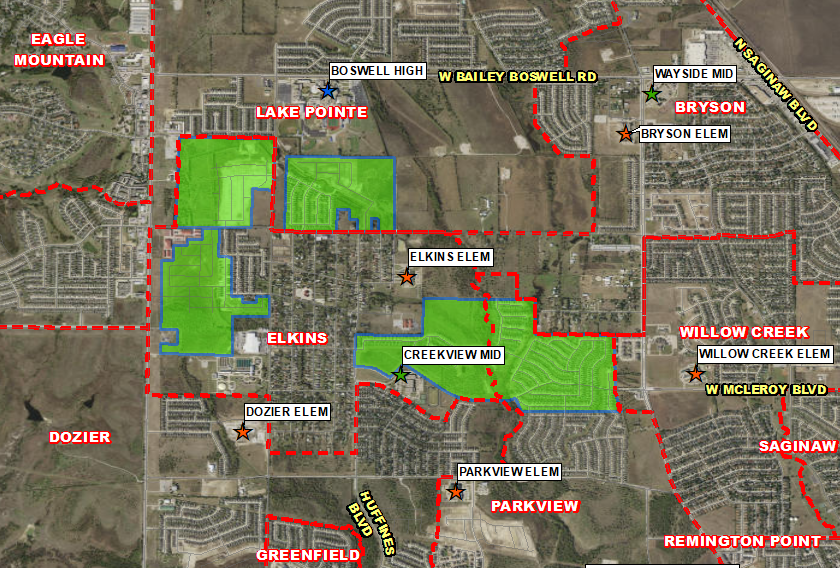 EAGLE
MOUNTAIN
BOSWELL HIGH
W BAILEY BOSWELL RD
WAYSIDE MID
N SAGINAW BLVD
LAKE POINTE
BRYSON
BRYSON ELEM
ELKINS ELEM
ELKINS
WILLOW CREEK
CREEKVIEW MID
WILLOW CREEK ELEM
W MCLEROY BLVD
DOZIER ELEM
DOZIER
SAGINAW
PARKVIEW ELEM
PARKVIEW
HUFFINES
BLVD
GREENFIELD
REMINGTON POINT